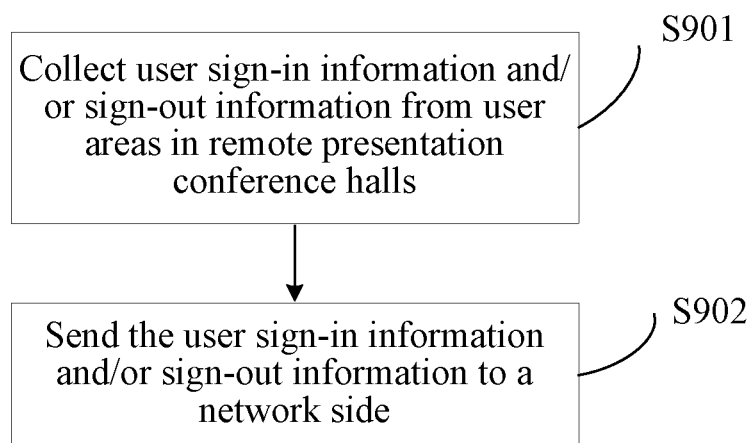 S901
Collect user sign-in information and/
or sign-out information from user
areas in remote presentation
conference halls
S902
Send the user sign-in information
and/or sign-out information to a
network side